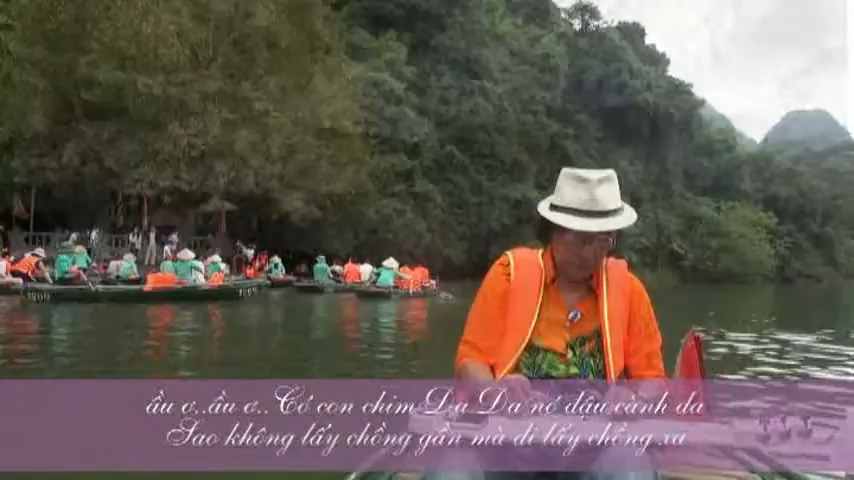 ầu ơ..ầu ơ..Có con chim Da Da nó đậu cành đa
Sao không lấy chồng gần mà đi lấy chồng xa